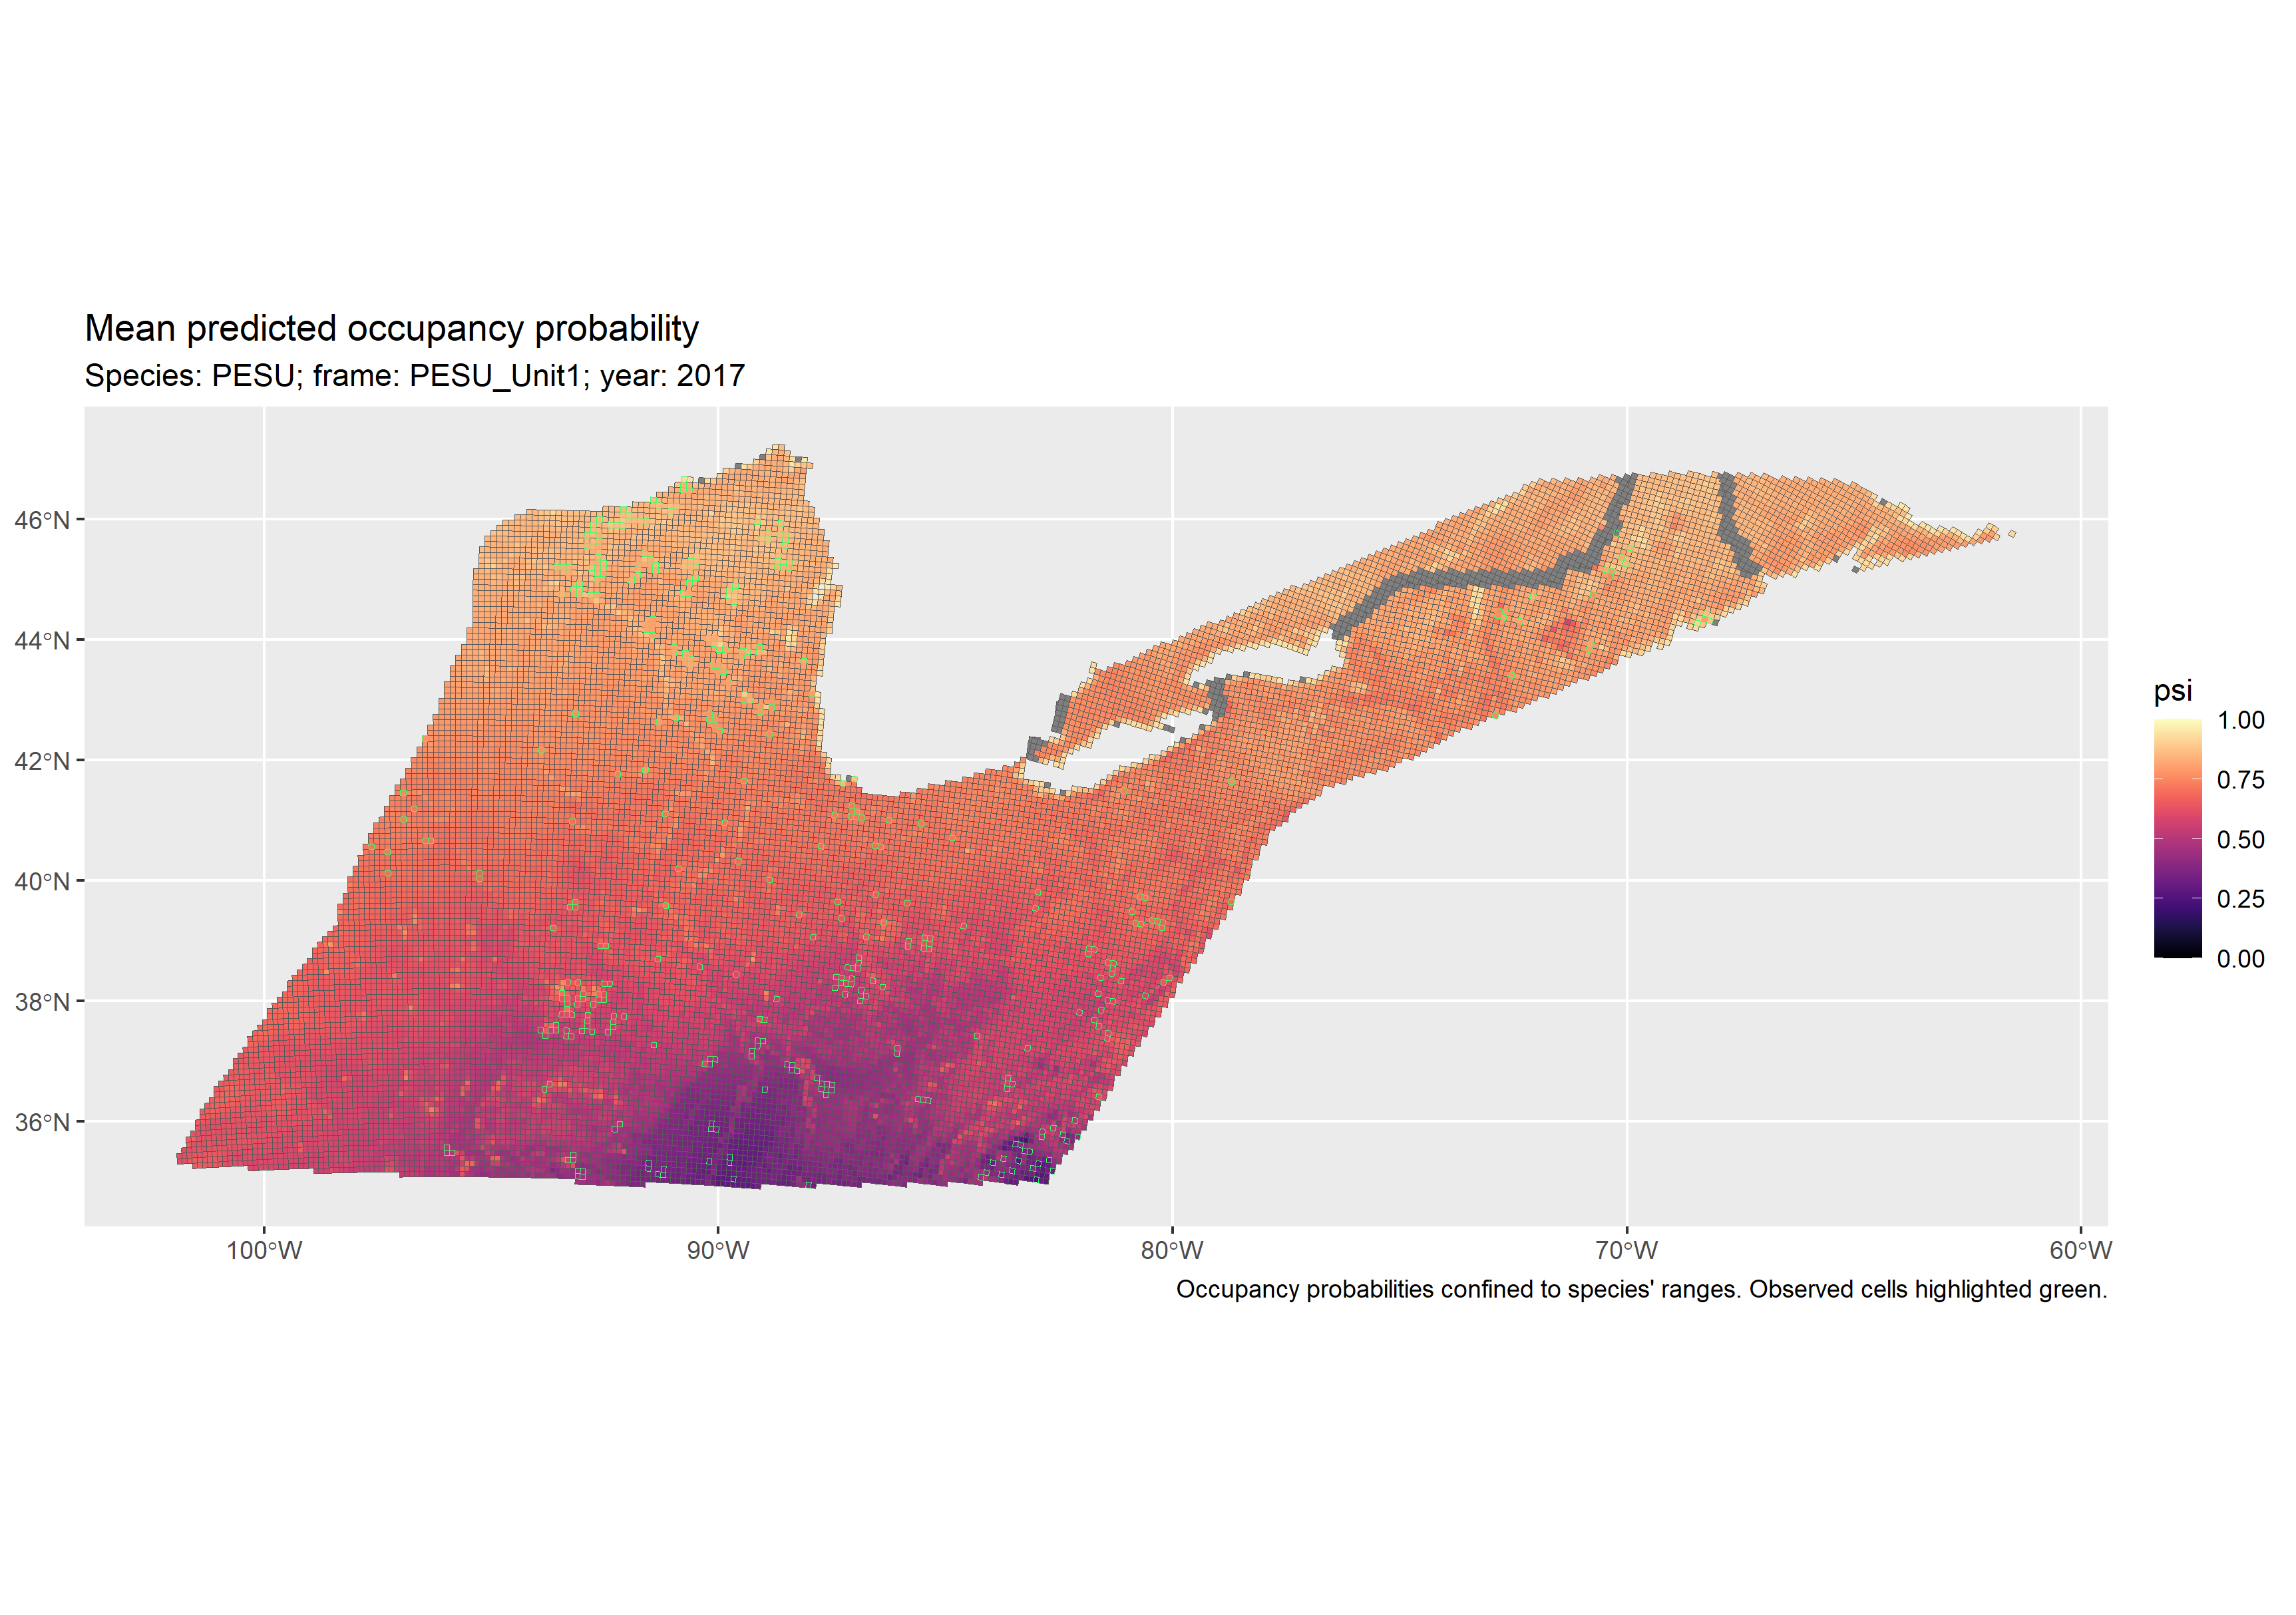 Mean predicted occupancy probability
Species: PESU; frame: PESU_Unit1; year: 2017
46°N
44°N
42°N
40°N
38°N
36°N
100°W
90°W
80°W
70°W
60°W
psi
1.00
0.75
0.50
0.25
0.00
Occupancy probabilities confined to species' ranges. Observed cells highlighted green.